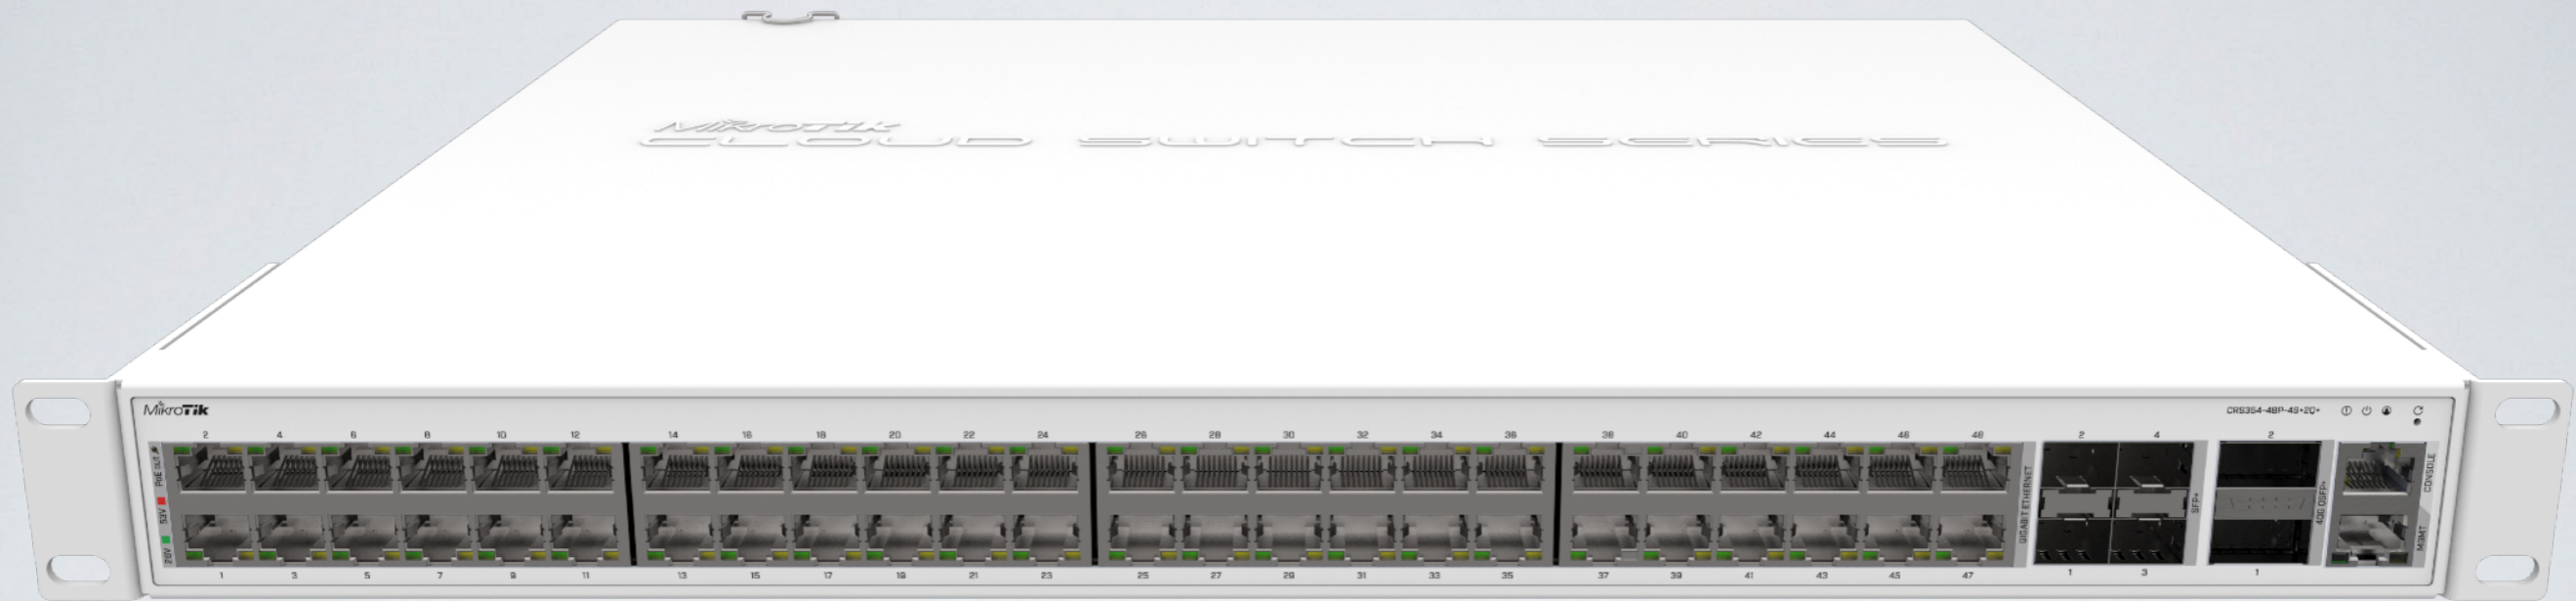 MikroTik
CLOUD SWITCH SERIES
MikroTik
CRS354-48P-4S+2Q+
2 4 6 8 10 12 14 16 18 20 22 24 26 28 30 32 34 36 38 40 42 44 46 48 2 4 2
PoE OUT
53V
26V
GIGABIT ETHERNET
SFP+
40G QSFP+
CONSOLE
MGMT
1 3 5 7 9 11 13 15 17 19 21 23 25 27 29 31 33 35 37 39 41 43 45 47 1 3 1